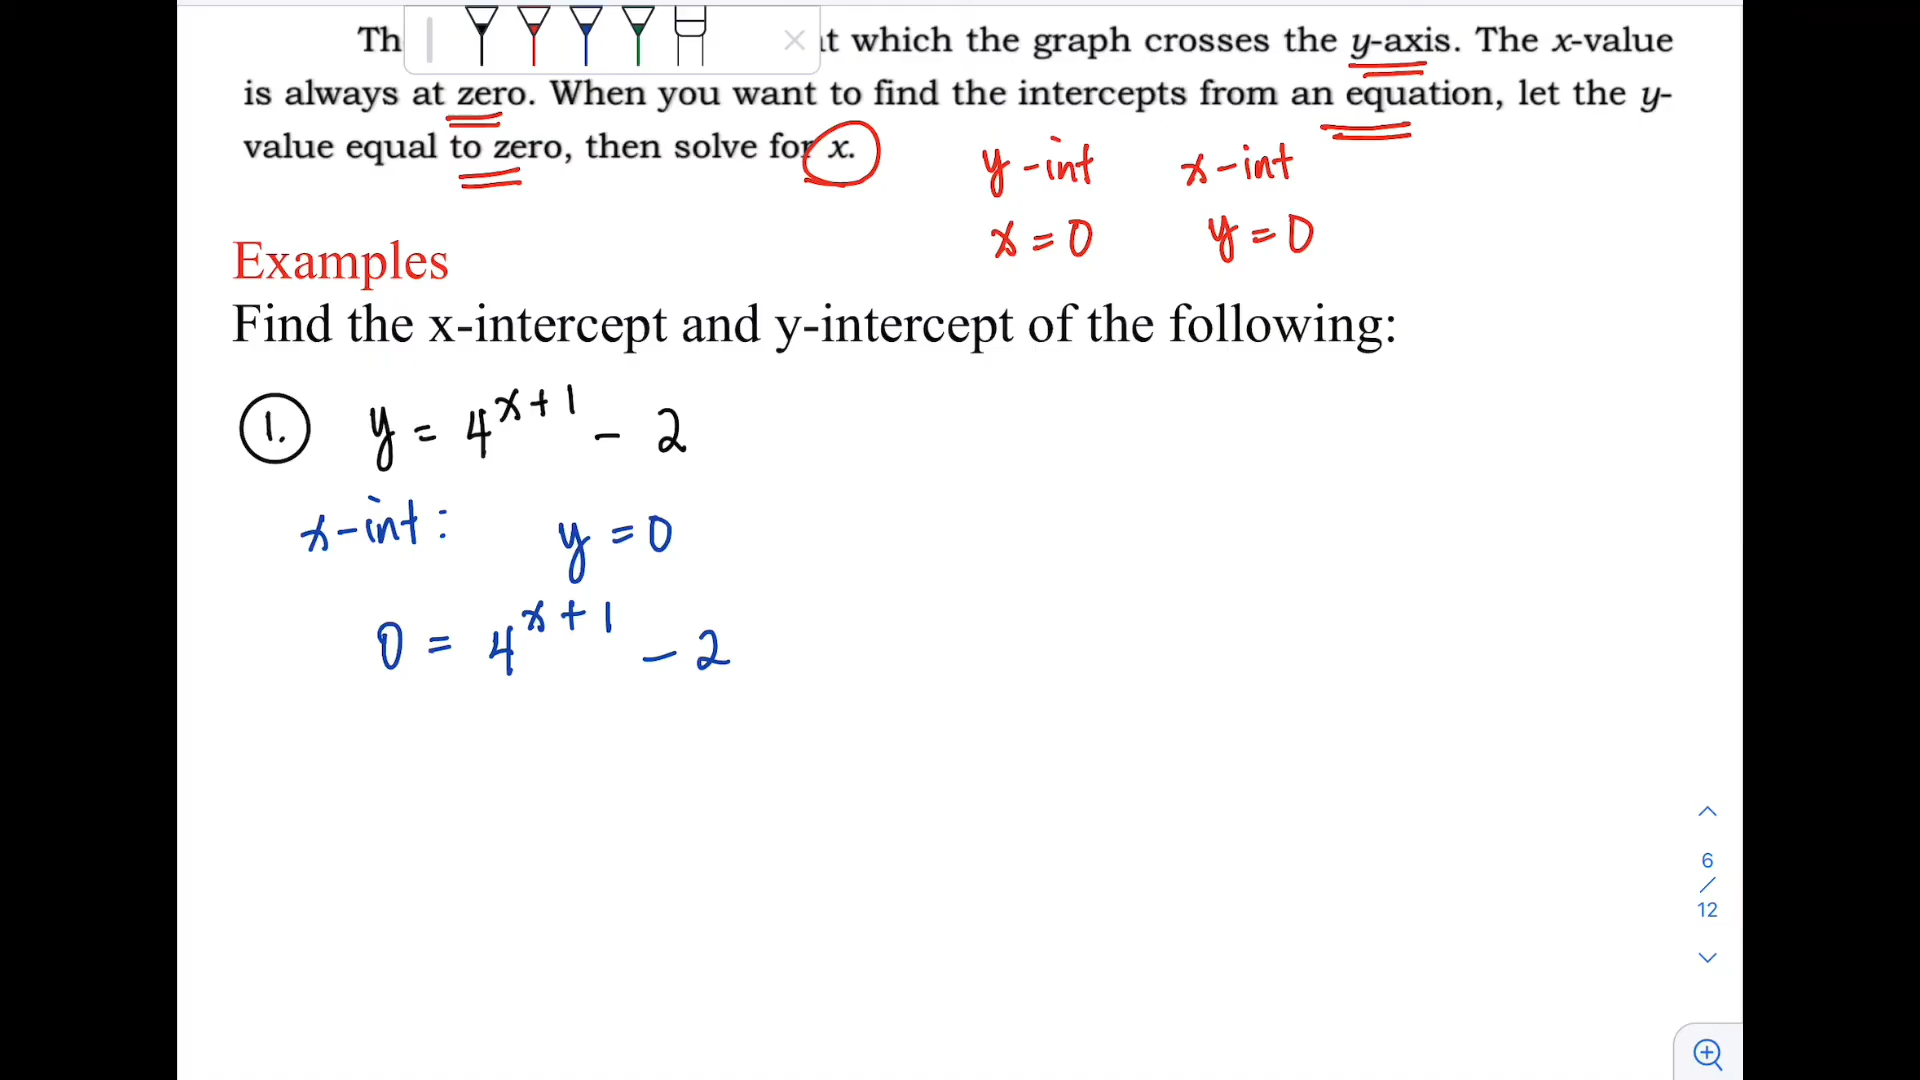 Th t which the graph crosses the y-axis. The x-value
is always at zero. When you want to find the intercepts from an equation, let the y-
value equal to zero, then solve for x.
y-int x-int
x = 0 y = 0
Examples
Find the x-intercept and y-intercept of the following:
1. y = 4^{x+1} - 2
x-int: y = 0
0 = 4^{x+1} - 2
6
/
12